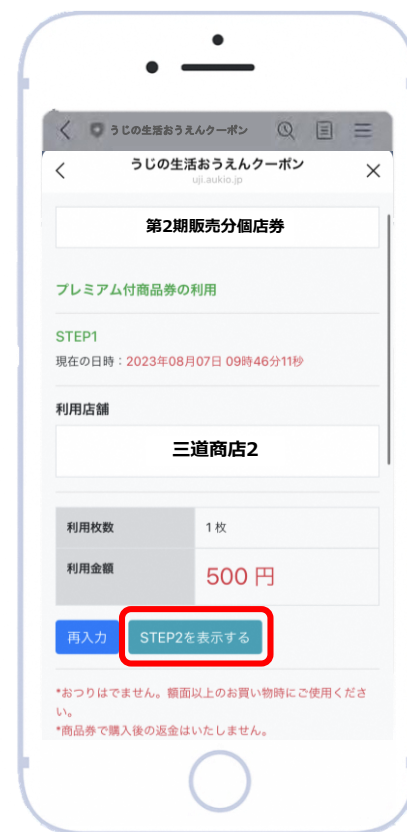 うじの生活おうえんクーポン
うじの生活おうえんクーポン
uji.aukio.jp
第2期販売分個店券
プレミアム付商品券の利用
STEP1
現在の日時：2023年08月07日 09時46分11秒
利用店舗
三道商店2
利用枚数 1 枚
利用金額 500 円
再入力 STEP2を表示する
*おつりはでません。額面以上のお買い物時にご使用くださ
い。
*商品券で購入後の返金はいたしません。